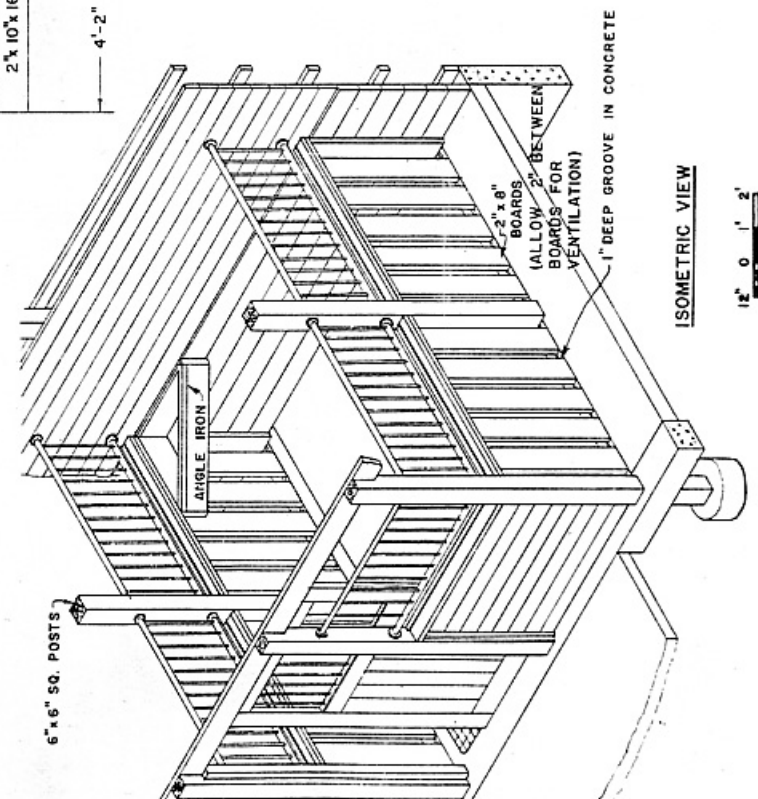 2"x 10"x 16
4'-2"
6"x6" SQ. POSTS
ANGLE IRON
2"x 8"
BOARDS
(ALLOW 2" BETWEEN
BOARDS FOR
VENTILATION)
1" DEEP GROOVE IN CONCRETE
ISOMETRIC VIEW
12" 0 1' 2'